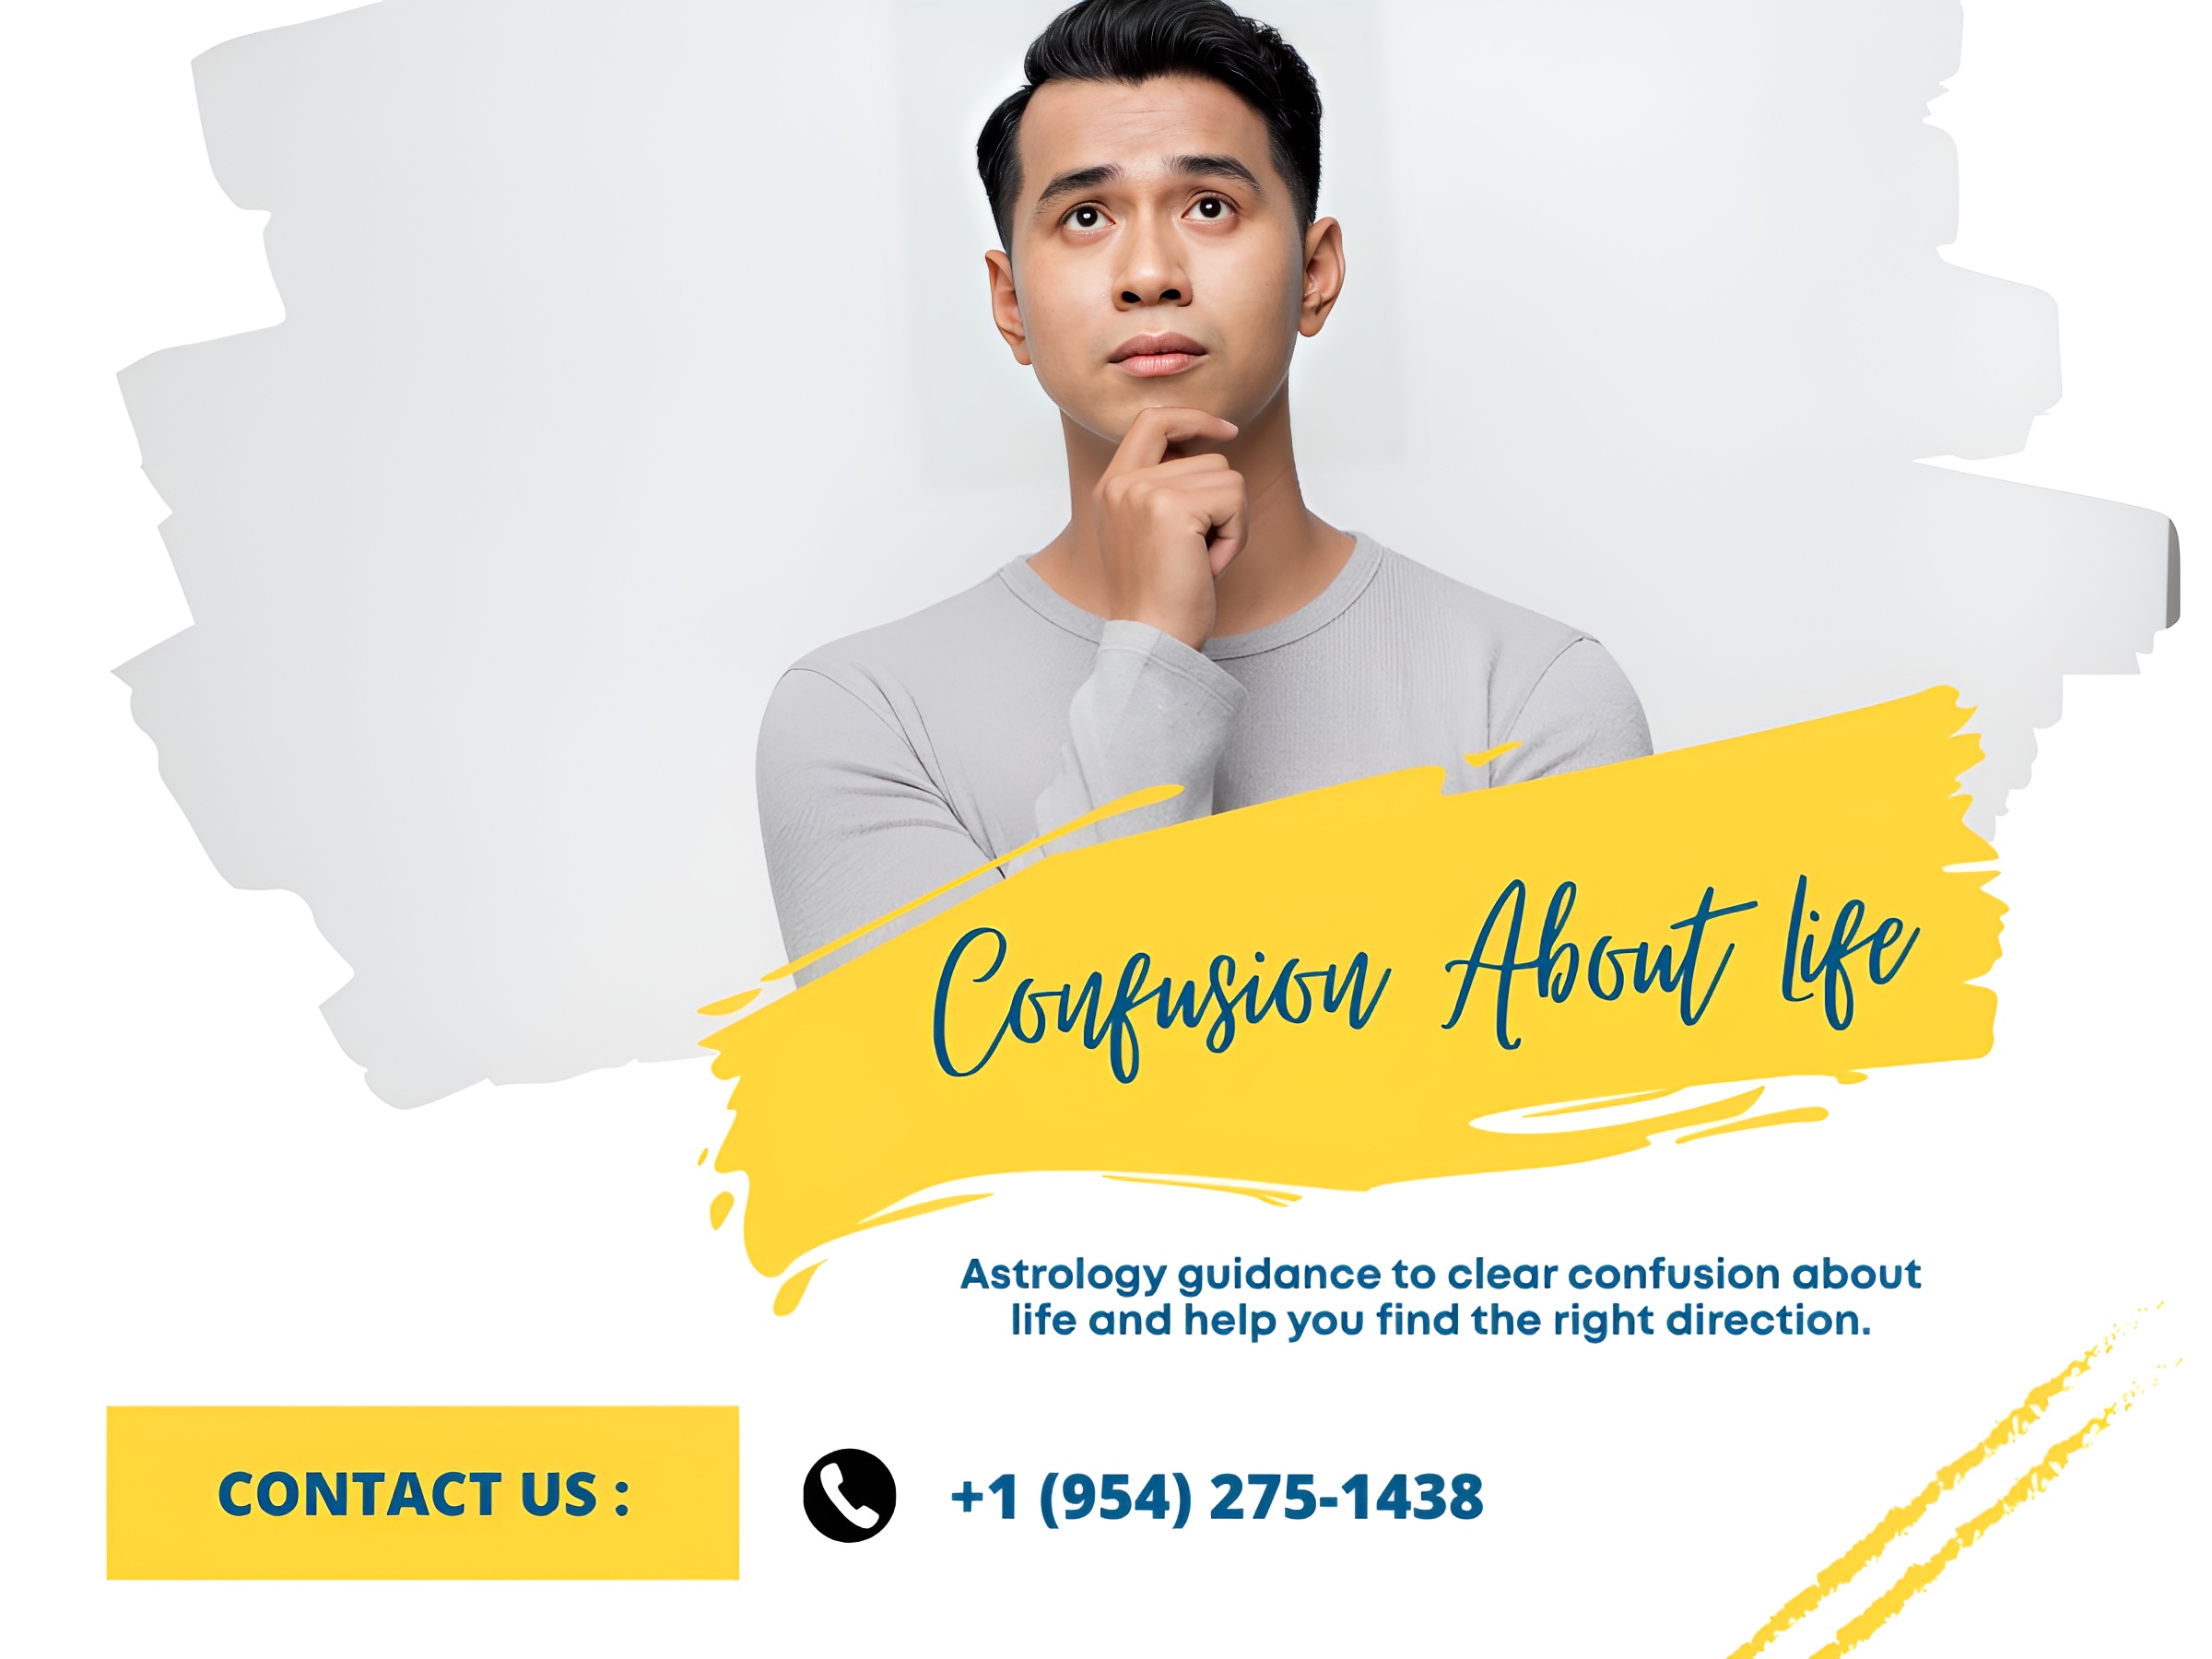 Confusion About life
Astrology guidance to clear confusion about
life and help you find the right direction.
CONTACT US :
+1 (954) 275-1438